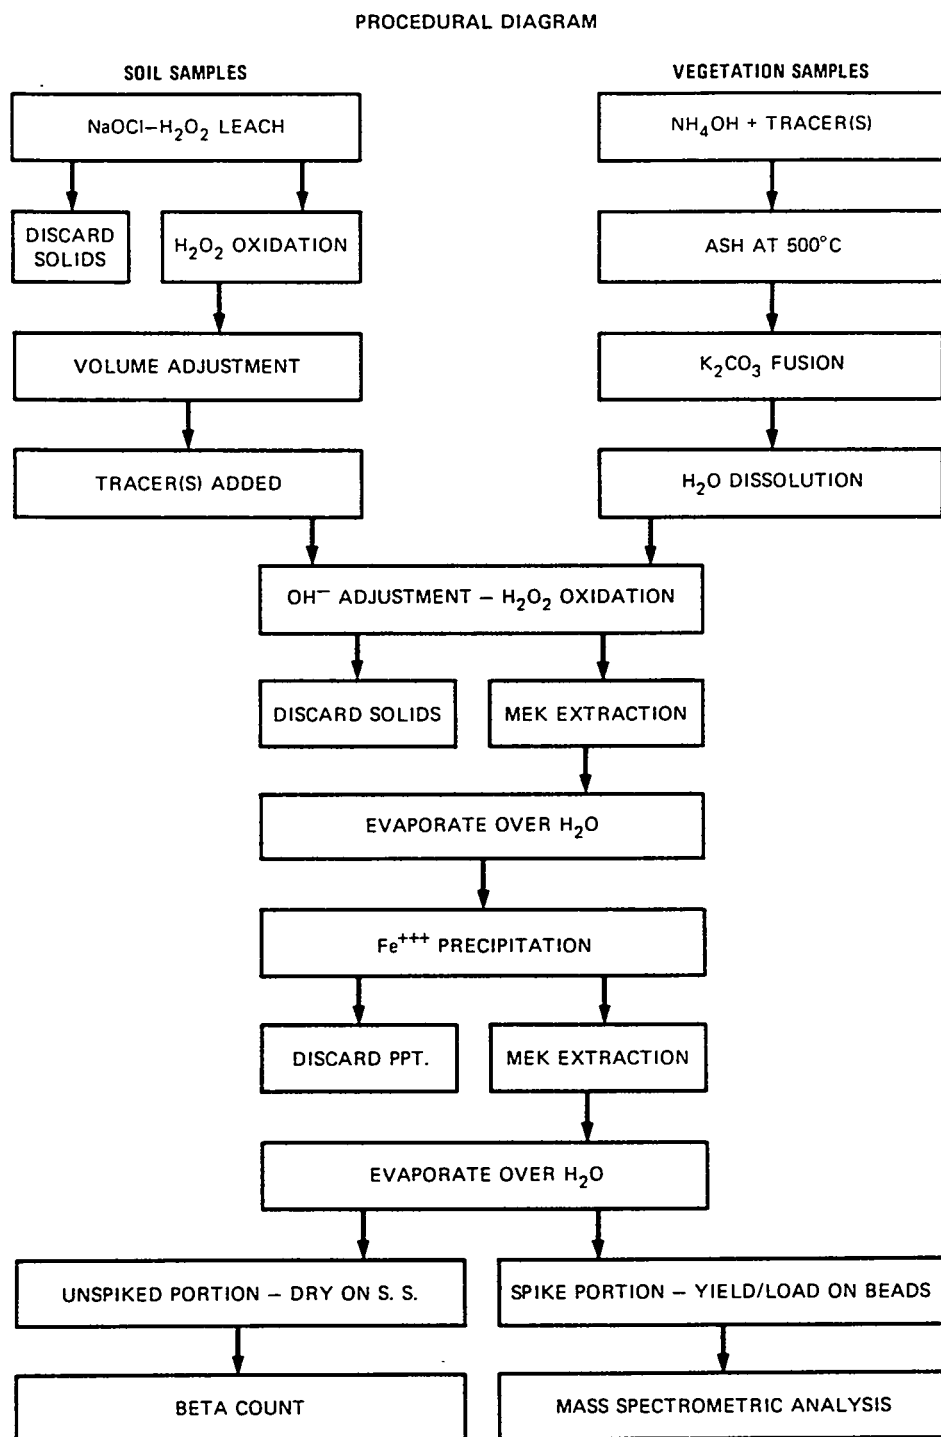 PROCEDURAL DIAGRAM
SOIL SAMPLES
NaOCl–H₂O₂ LEACH
DISCARD
SOLIDS
H₂O₂ OXIDATION
VOLUME ADJUSTMENT
TRACER(S) ADDED
VEGETATION SAMPLES
NH₄OH + TRACER(S)
ASH AT 500°C
K₂CO₃ FUSION
H₂O DISSOLUTION
OH⁻ ADJUSTMENT – H₂O₂ OXIDATION
DISCARD SOLIDS
MEK EXTRACTION
EVAPORATE OVER H₂O
Fe⁺⁺⁺ PRECIPITATION
DISCARD PPT.
MEK EXTRACTION
EVAPORATE OVER H₂O
UNSPIKED PORTION – DRY ON S. S.
BETA COUNT
SPIKE PORTION – YIELD/LOAD ON BEADS
MASS SPECTROMETRIC ANALYSIS